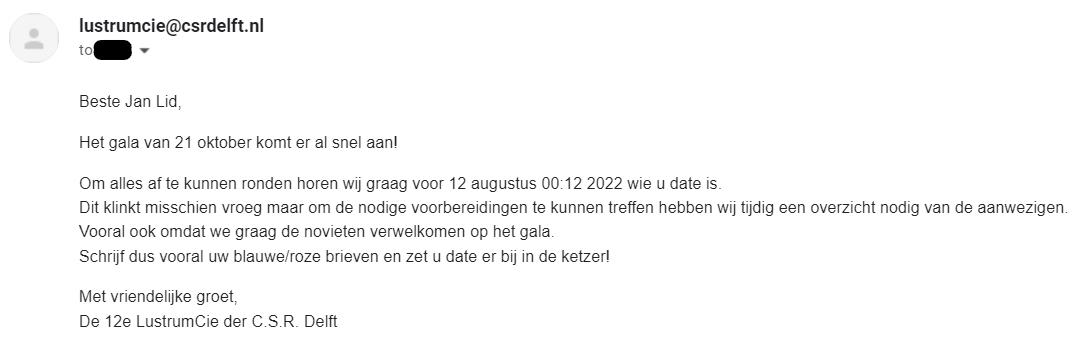 lustrumcie@csrdelft.nl
to
Beste Jan Lid,
Het gala van 21 oktober komt er al snel aan!
Om alles af te kunnen ronden horen wij graag voor 12 augustus 00:12 2022 wie u date is.
Dit klinkt misschien vroeg maar om de nodige voorbereidingen te kunnen treffen hebben wij tijdig een overzicht nodig van de aanwezigen.
Vooral ook omdat we graag de novieten verwelkomen op het gala.
Schrijf dus vooral uw blauwe/roze brieven en zet u date er bij in de ketzer!
Met vriendelijke groet,
De 12e LustrumCie der C.S.R. Delft